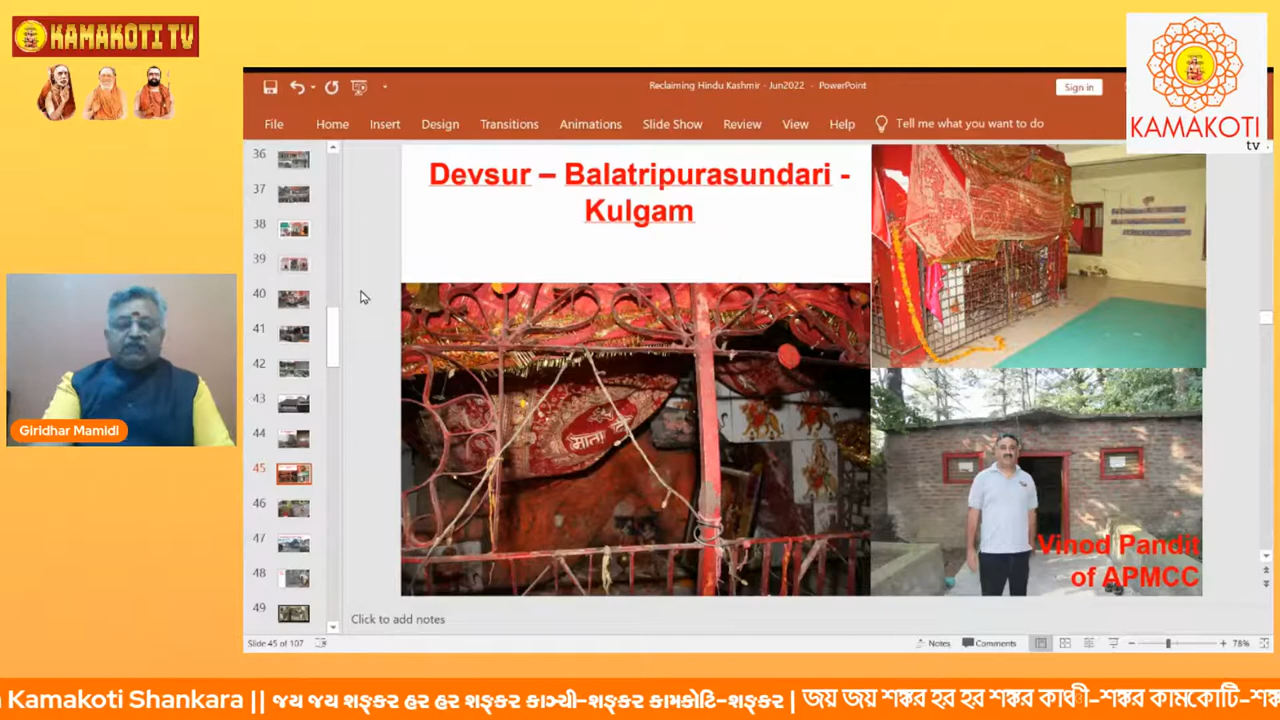 KAMAKOTI TV
KAMAKOTI
tv
Reclaiming Hindu Kashmir - Jun2022 - PowerPoint
Sign in
File Home Insert Design Transitions Animations Slide Show Review View Help Tell me what you want to do
36
37
38
39
40
41
42
43
44
45
46
47
48
49
Devsur – Balatripurasundari -
Kulgam
माता
Vinod Pandit
of APMCC
Giridhar Mamidi
Click to add notes
Slide 45 of 107
Notes Comments 78%
Kamakoti Shankara || જય જય શઙ્કર હર હર શઙ્કર કાઞ્ચી-શઙ્કર કામકોટિ-શઙ્કર | জয় জয় শঙ্কর হর হর শঙ্কর কাঞ্চী-শঙ্কর কামকোটি-শঙ্ক